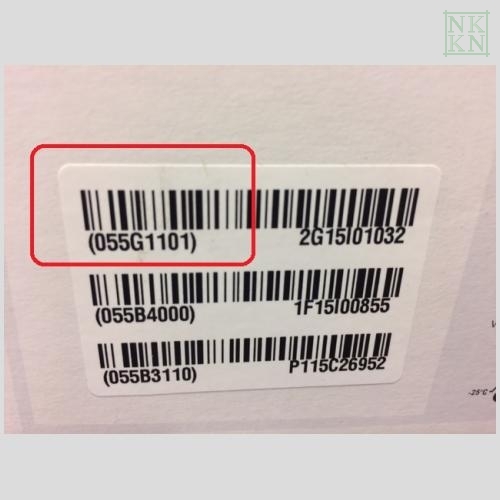 NK
KN
(055G1101) 2G15I01032
(055B4000) 1F15I00855
(055B3110) P115C26952
-25°C